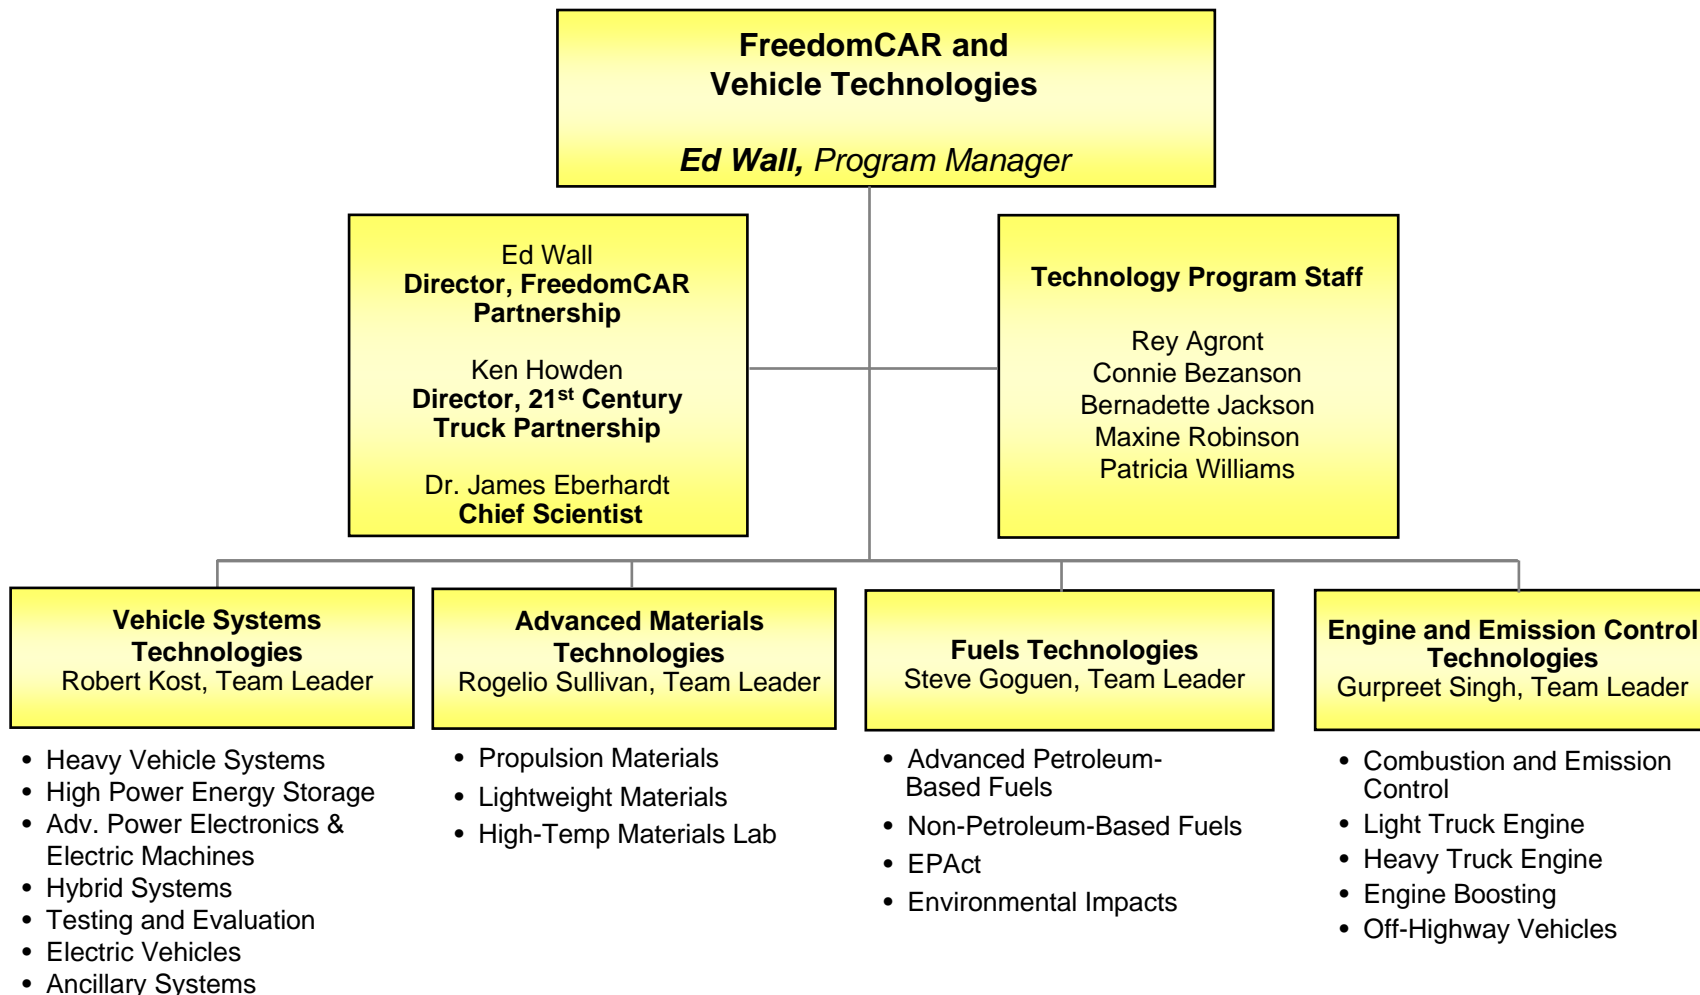 FreedomCAR and
Vehicle Technologies
Ed Wall, Program Manager
Ed Wall
Director, FreedomCAR
Partnership
Ken Howden
Director, 21st Century
Truck Partnership
Dr. James Eberhardt
Chief Scientist
Technology Program Staff
Rey Agront
Connie Bezanson
Bernadette Jackson
Maxine Robinson
Patricia Williams
Vehicle Systems
Technologies
Robert Kost, Team Leader
• Heavy Vehicle Systems
• High Power Energy Storage
• Adv. Power Electronics &
Electric Machines
• Hybrid Systems
• Testing and Evaluation
• Electric Vehicles
• Ancillary Systems
Advanced Materials
Technologies
Rogelio Sullivan, Team Leader
• Propulsion Materials
• Lightweight Materials
• High-Temp Materials Lab
Fuels Technologies
Steve Goguen, Team Leader
• Advanced Petroleum-
Based Fuels
• Non-Petroleum-Based Fuels
• EPAct
• Environmental Impacts
Engine and Emission Control
Technologies
Gurpreet Singh, Team Leader
• Combustion and Emission
Control
• Light Truck Engine
• Heavy Truck Engine
• Engine Boosting
• Off-Highway Vehicles